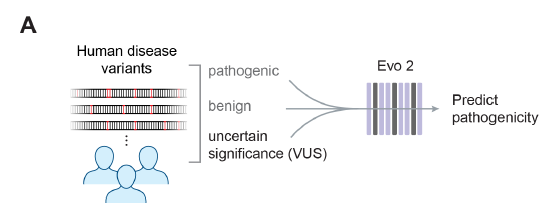 A
Human disease
variants
pathogenic
benign
uncertain
significance (VUS)
Evo 2
Predict
pathogenicity